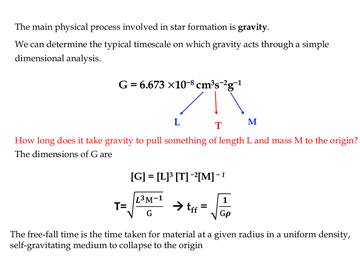 The main physical process involved in star formation is gravity.
We can determine the typical timescale on which gravity acts through a simple
dimensional analysis.
G = 6.673 ×10⁻⁸ cm³s⁻²g⁻¹
L T M
How long does it take gravity to pull something of length L and mass M to the origin?
The dimensions of G are
[G] = [L]³ [T] ⁻²[M] ⁻¹
T=√(L³M⁻¹/G) → t_ff = √(1/Gρ)
The free-fall time is the time taken for material at a given radius in a uniform density,
self-gravitating medium to collapse to the origin